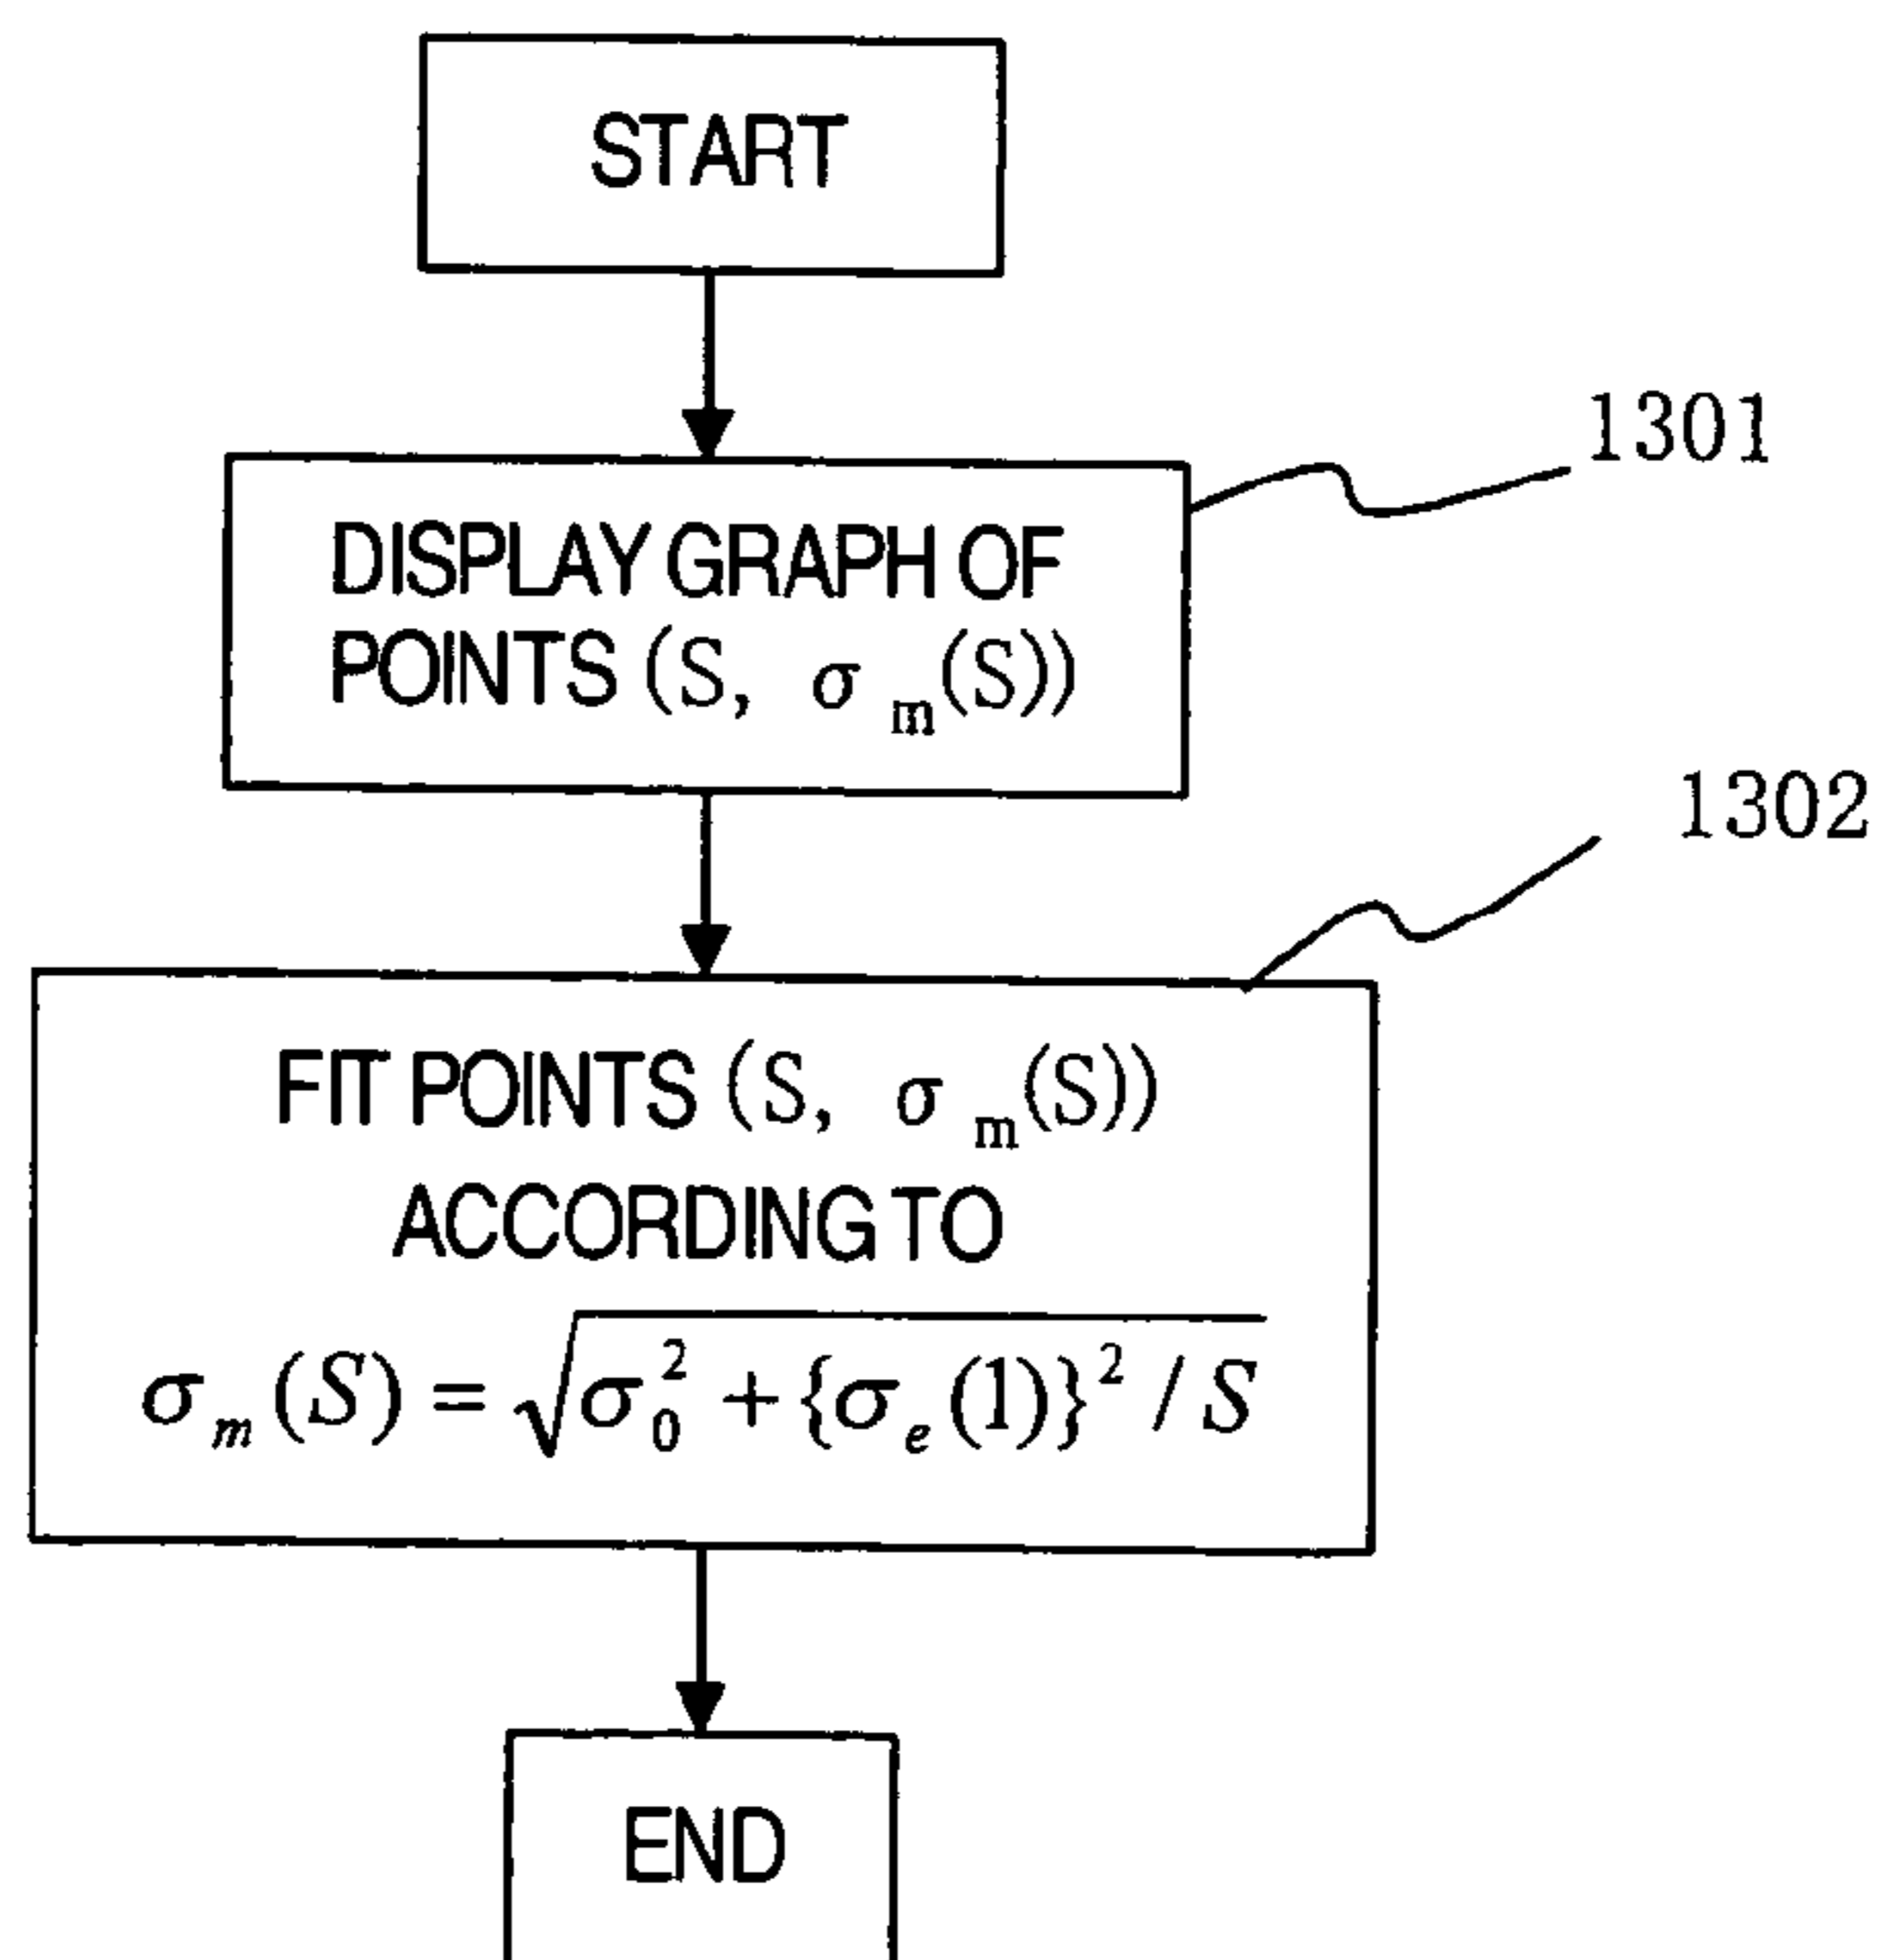 START
1301
DISPLAY GRAPH OF
POINTS (S, σ m(S))
1302
FIT POINTS (S, σ m(S))
ACCORDING TO
σm(S) = √σ0² + {σe(1)}² / S
END